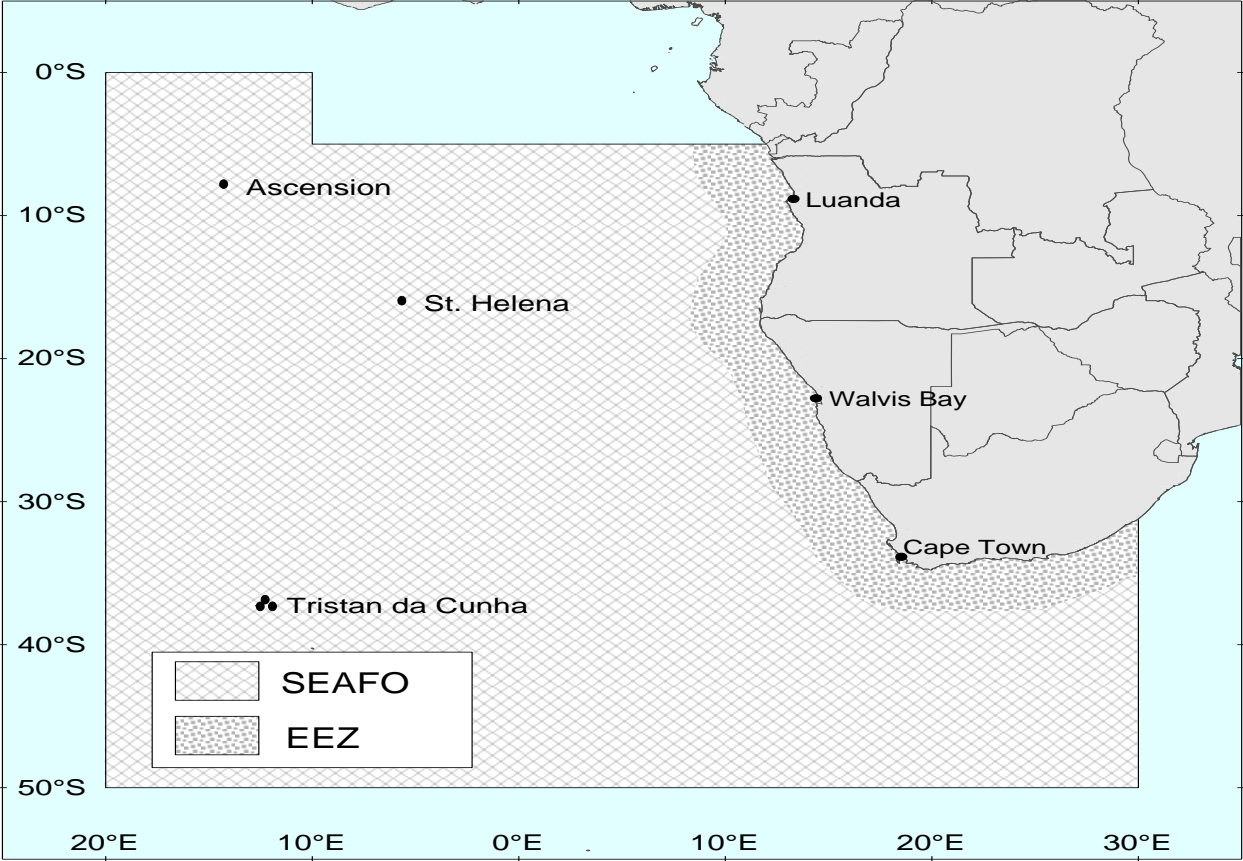 0°S
Ascension
Luanda
10°S
St. Helena
20°S
Walvis Bay
30°S
Cape Town
Tristan da Cunha
40°S
SEAFO
EEZ
50°S
20°E
10°E
0°E
10°E
20°E
30°E